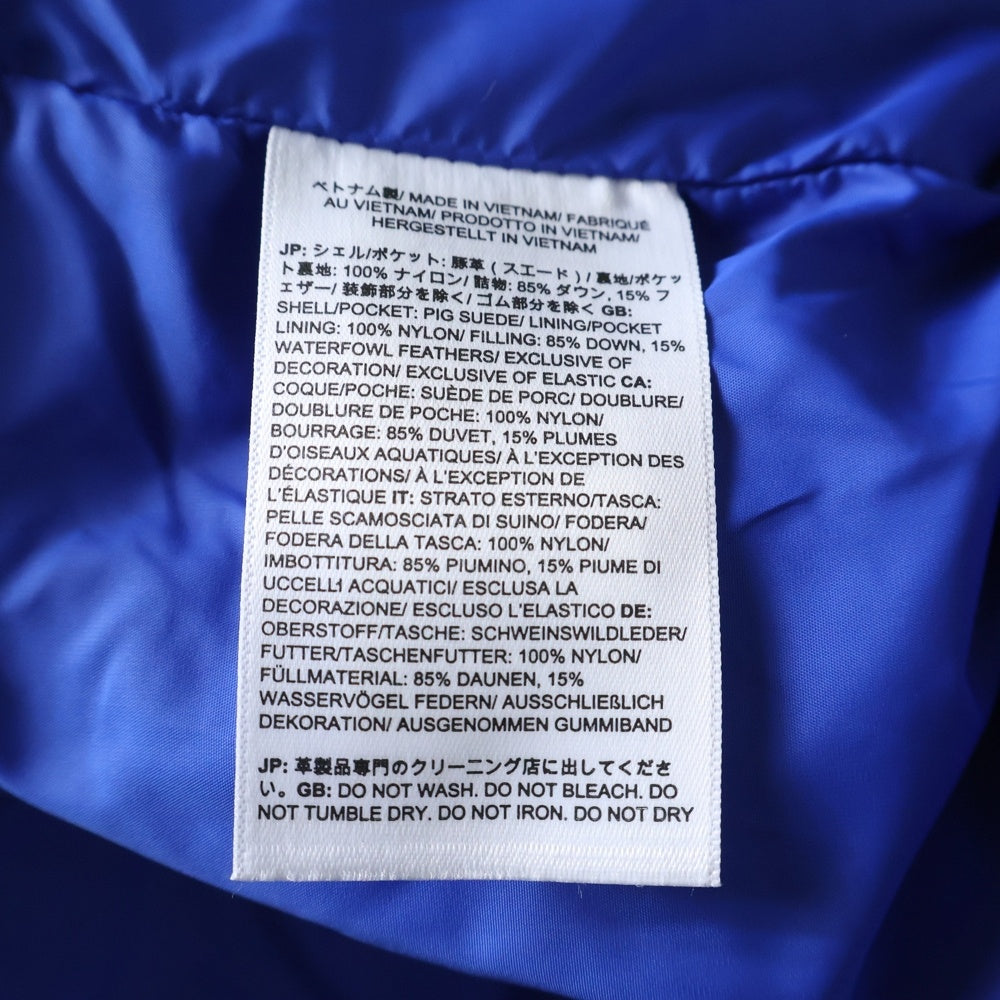 ベトナム製/ MADE IN VIETNAM/ FABRIQUÉ
AU VIETNAM/ PRODOTTO IN VIETNAM/
HERGESTELLT IN VIETNAM
JP: シェル/ポケット: 豚革 ( スエード ) / 裏地/ポケッ
ト裏地: 100% ナイロン/ 詰物: 85% ダウン, 15% フ
ェザー/ 装飾部分を除く/ ゴム部分を除く GB:
SHELL/POCKET: PIG SUEDE/ LINING/POCKET
LINING: 100% NYLON/ FILLING: 85% DOWN, 15%
WATERFOWL FEATHERS/ EXCLUSIVE OF
DECORATION/ EXCLUSIVE OF ELASTIC CA:
COQUE/POCHE: SUÈDE DE PORC/ DOUBLURE/
DOUBLURE DE POCHE: 100% NYLON/
BOURRAGE: 85% DUVET, 15% PLUMES
D'OISEAUX AQUATIQUES/ À L'EXCEPTION DES
DÉCORATIONS/ À L'EXCEPTION DE
L'ÉLASTIQUE IT: STRATO ESTERNO/TASCA:
PELLE SCAMOSCIATA DI SUINO/ FODERA/
FODERA DELLA TASCA: 100% NYLON/
IMBOTTITURA: 85% PIUMINO, 15% PIUME DI
UCCELLI ACQUATICI/ ESCLUSA LA
DECORAZIONE/ ESCLUSO L'ELASTICO DE:
OBERSTOFF/TASCHE: SCHWEINSWILDLEDER/
FUTTER/TASCHENFUTTER: 100% NYLON/
FÜLLMATERIAL: 85% DAUNEN, 15%
WASSERVÖGEL FEDERN/ AUSSCHLIEßLICH
DEKORATION/ AUSGENOMMEN GUMMIBAND
JP: 革製品専門のクリーニング店に出してくださ
い。GB: DO NOT WASH. DO NOT BLEACH. DO
NOT TUMBLE DRY. DO NOT IRON. DO NOT DRY